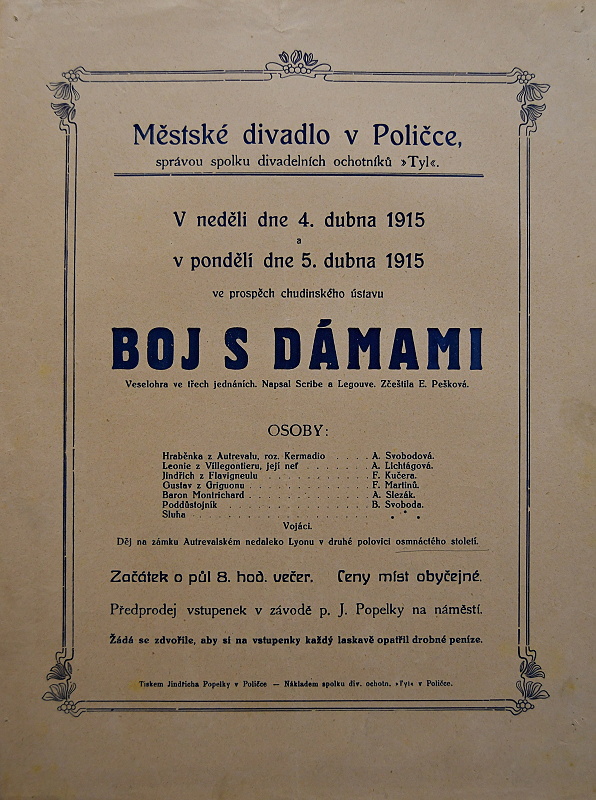 Městské divadlo v Poličce,
správou spolku divadelních ochotníků »Tyl«.
V neděli dne 4. dubna 1915
a
v pondělí dne 5. dubna 1915
ve prospěch chudinského ústavu
BOJ S DÁMAMI
Veselohra ve třech jednáních. Napsal Scribe a Legouve. Zčeštila E. Pešková.
OSOBY:
Hraběnka z Autrevalu, roz. Kermadio . . . . A. Svobodová.
Leonie z Villegontieru, její neť . . . . . . . A. Lichtágová.
Jindřich z Flavigneulu . . . . . . . . . . . F. Kučera.
Gustav z Griguonu . . . . . . . . . . . . F. Martinů.
Baron Montrichard . . . . . . . . . . . . A. Slezák.
Poddůstojník . . . . . . . . . . . . . . B. Svoboda.
Sluha . . . . . . . . . . . . . . . . . * * *
Vojáci.
Děj na zámku Autrevalském nedaleko Lyonu v druhé polovici osmnáctého století.
Začátek o půl 8. hod. večer. Ceny míst obyčejné.
Předprodej vstupenek v závodě p. J. Popelky na náměstí.
Žádá se zdvořile, aby si na vstupenky každý laskavě opatřil drobné peníze.
Tiskem Jindřicha Popelky v Poličce — Nákladem spolku div. ochotn. »Tyl« v Poličce.